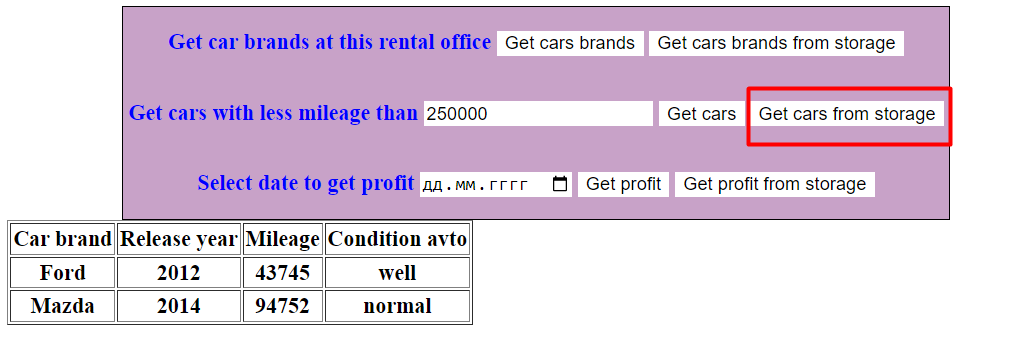 Get car brands at this rental office Get cars brands Get cars brands from storage
Get cars with less mileage than 250000 Get cars Get cars from storage
Select date to get profit дд.мм.гггг Get profit Get profit from storage
Car brand Release year Mileage Condition avto
Ford 2012 43745 well
Mazda 2014 94752 normal